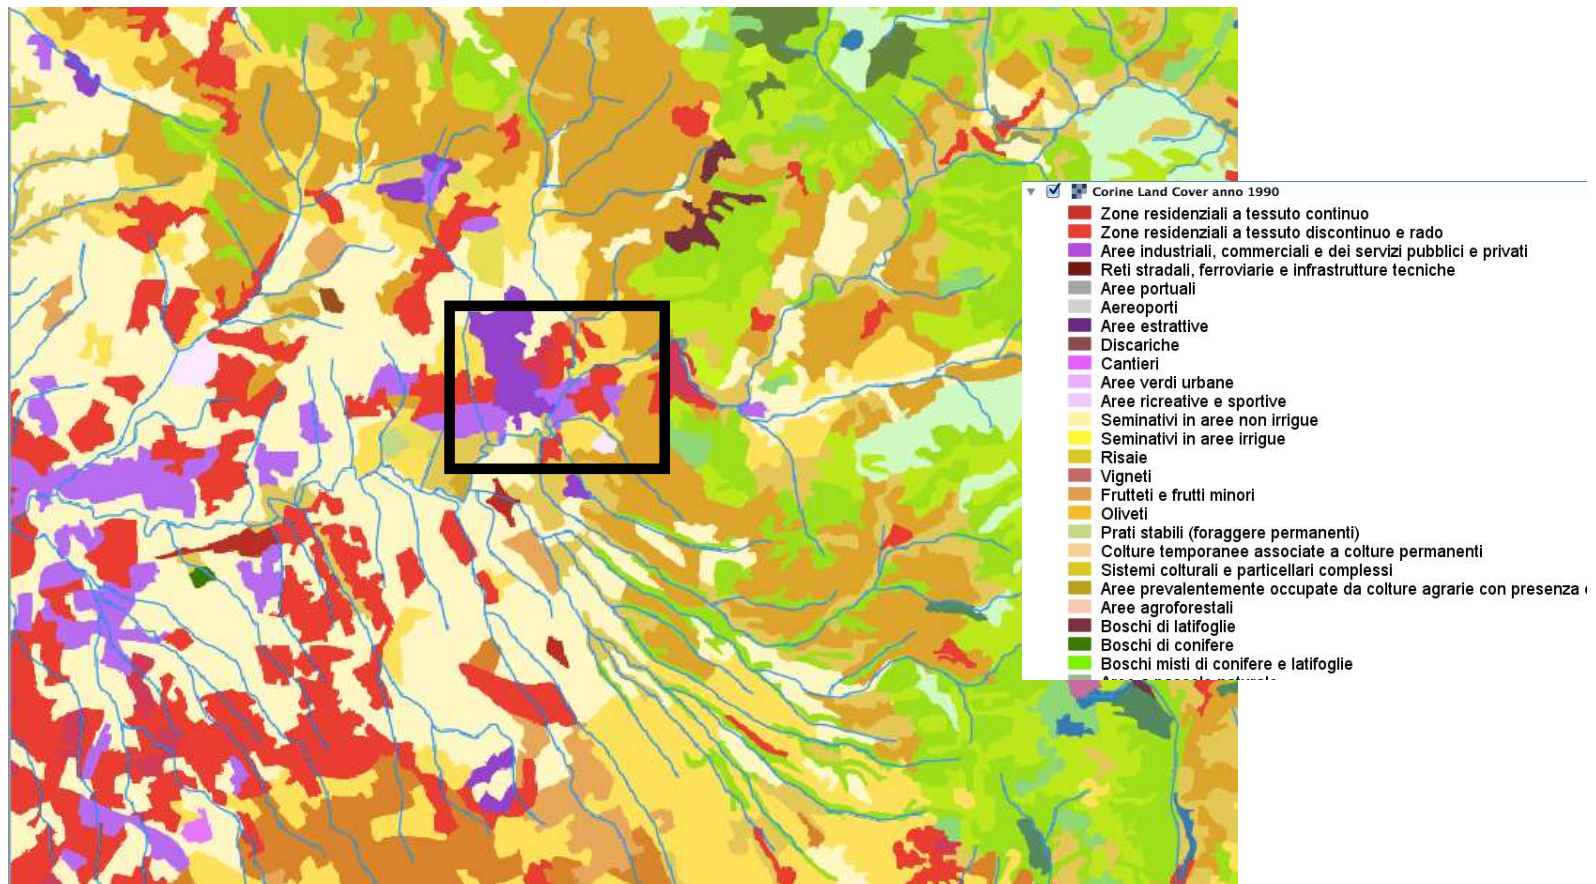 Corine Land Cover anno 1990
Zone residenziali a tessuto continuo
Zone residenziali a tessuto discontinuo e rado
Aree industriali, commerciali e dei servizi pubblici e privati
Reti stradali, ferroviarie e infrastrutture tecniche
Aree portuali
Aereoporti
Aree estrattive
Discariche
Cantieri
Aree verdi urbane
Aree ricreative e sportive
Seminativi in aree non irrigue
Seminativi in aree irrigue
Risaie
Vigneti
Frutteti e frutti minori
Oliveti
Prati stabili (foraggere permanenti)
Colture temporanee associate a colture permanenti
Sistemi colturali e particellari complessi
Aree prevalentemente occupate da colture agrarie con presenza
Aree agroforestali
Boschi di latifoglie
Boschi di conifere
Boschi misti di conifere e latifoglie